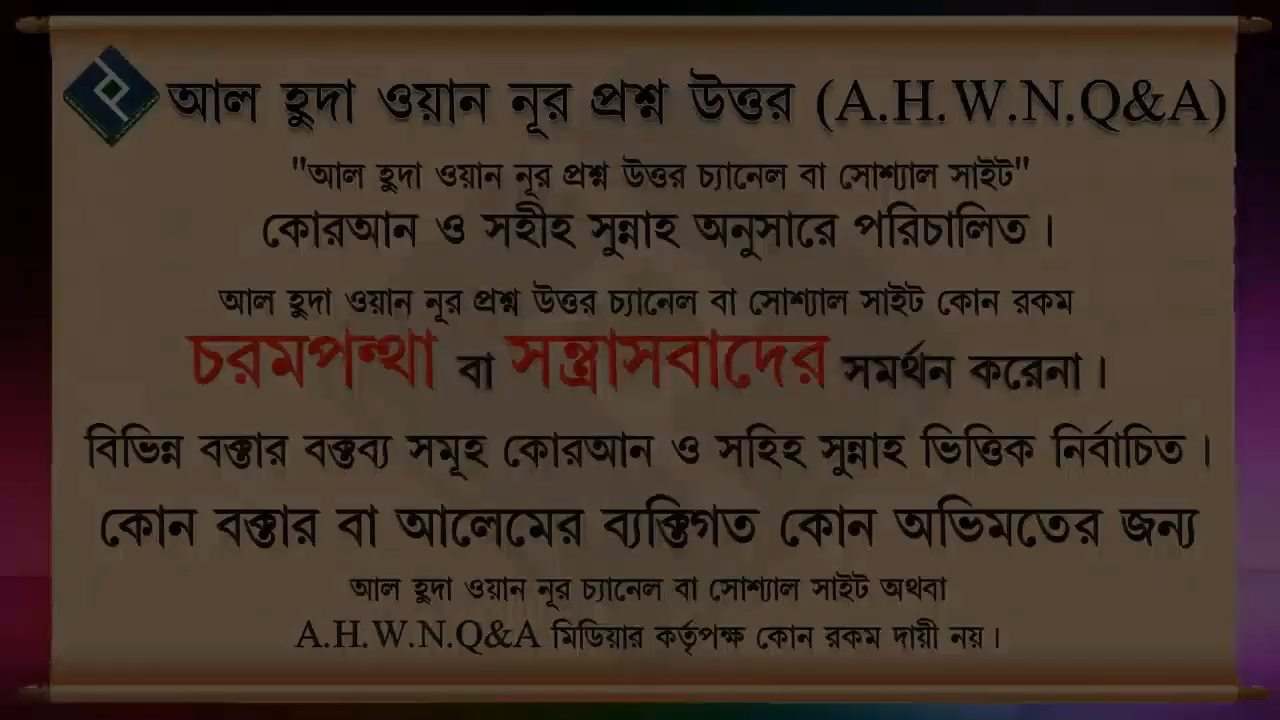 আল হুদা ওয়ান নূর প্রশ্ন উত্তর (A.H.W.N.Q&A)
"আল হুদা ওয়ান নূর প্রশ্ন উত্তর চ্যানেল বা সোশ্যাল সাইট"
কোরআন ও সহীহ সুন্নাহ অনুসারে পরিচালিত ।
আল হুদা ওয়ান নূর প্রশ্ন উত্তর চ্যানেল বা সোশ্যাল সাইট কোন রকম
চরমপন্থা বা সন্ত্রাসবাদের সমর্থন করেনা ।
বিভিন্ন বক্তার বক্তব্য সমূহ কোরআন ও সহিহ সুন্নাহ ভিত্তিক নির্বাচিত ।
কোন বক্তার বা আলেমের ব্যক্তিগত কোন অভিমতের জন্য
আল হুদা ওয়ান নূর চ্যানেল বা সোশ্যাল সাইট অথবা
A.H.W.N.Q&A মিডিয়ার কর্তৃপক্ষ কোন রকম দায়ী নয় ।